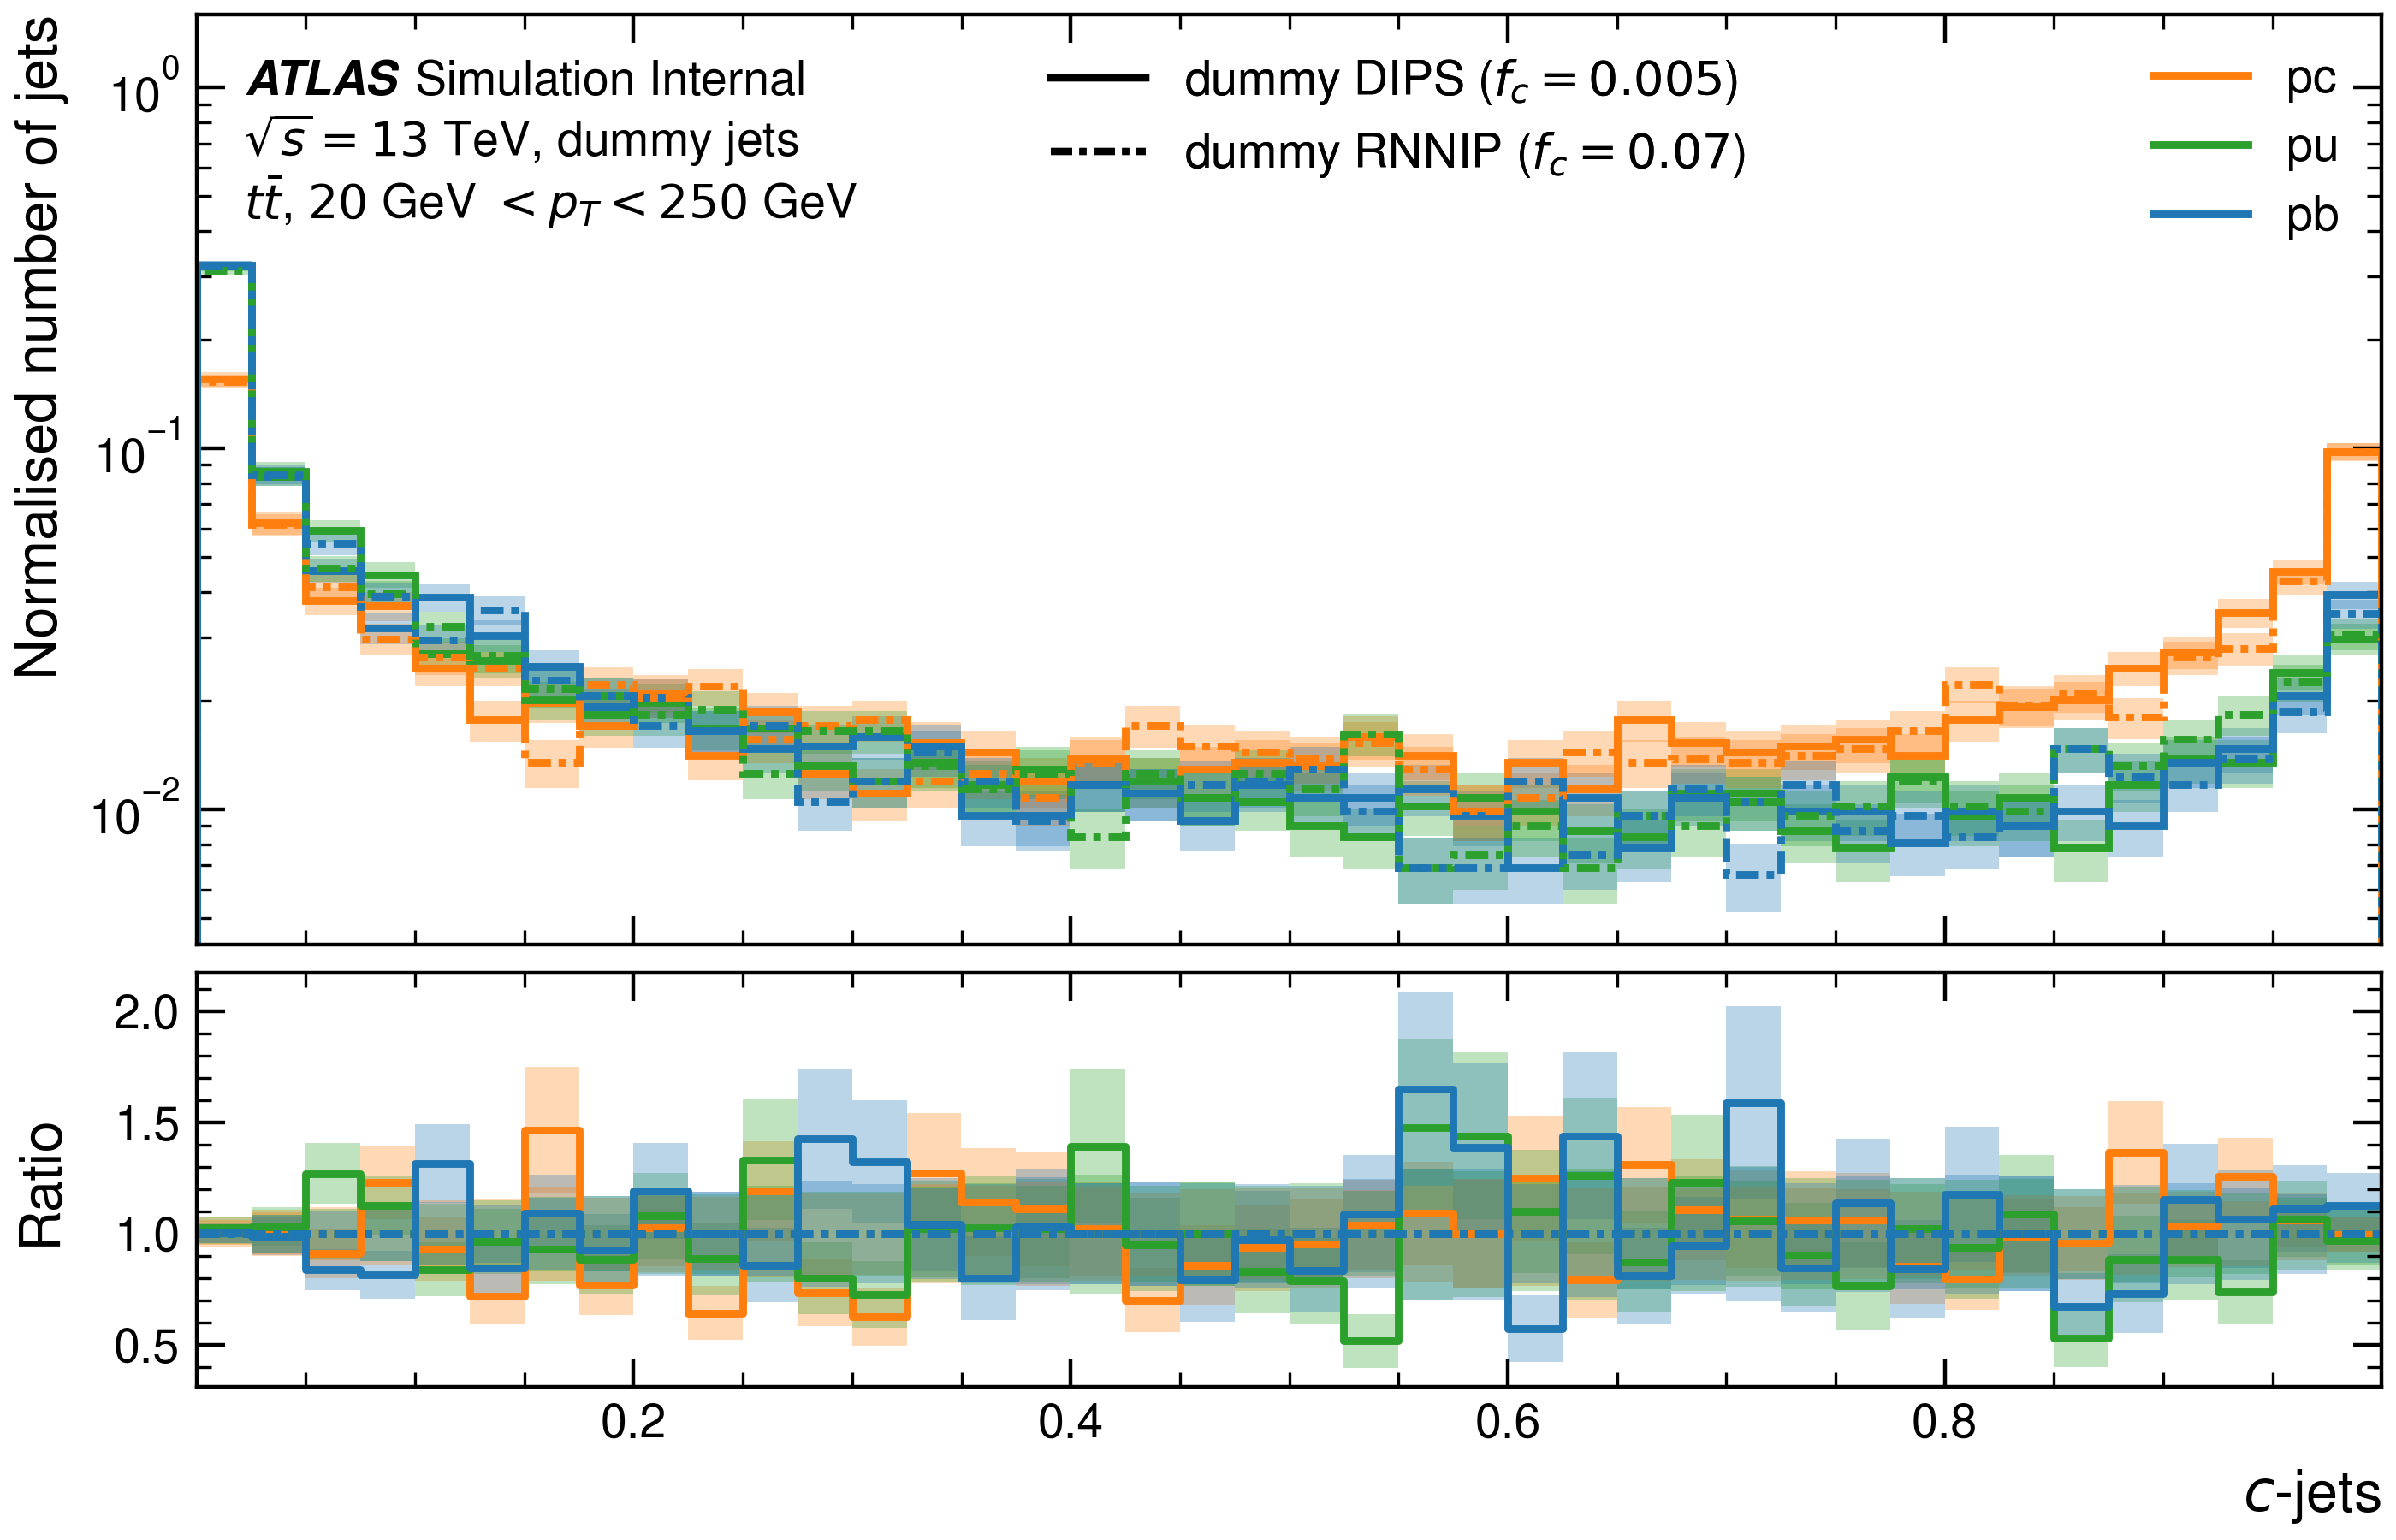 ATLAS Simulation Internal
√s = 13 TeV, dummy jets
tt̄, 20 GeV < p_T < 250 GeV
dummy DIPS (f_c = 0.005)
dummy RNNIP (f_c = 0.07)
pc
pu
pb
Normalised number of jets
10⁰
10⁻¹
10⁻²
Ratio
2.0
1.5
1.0
0.5
0.2 0.4 0.6 0.8
c-jets